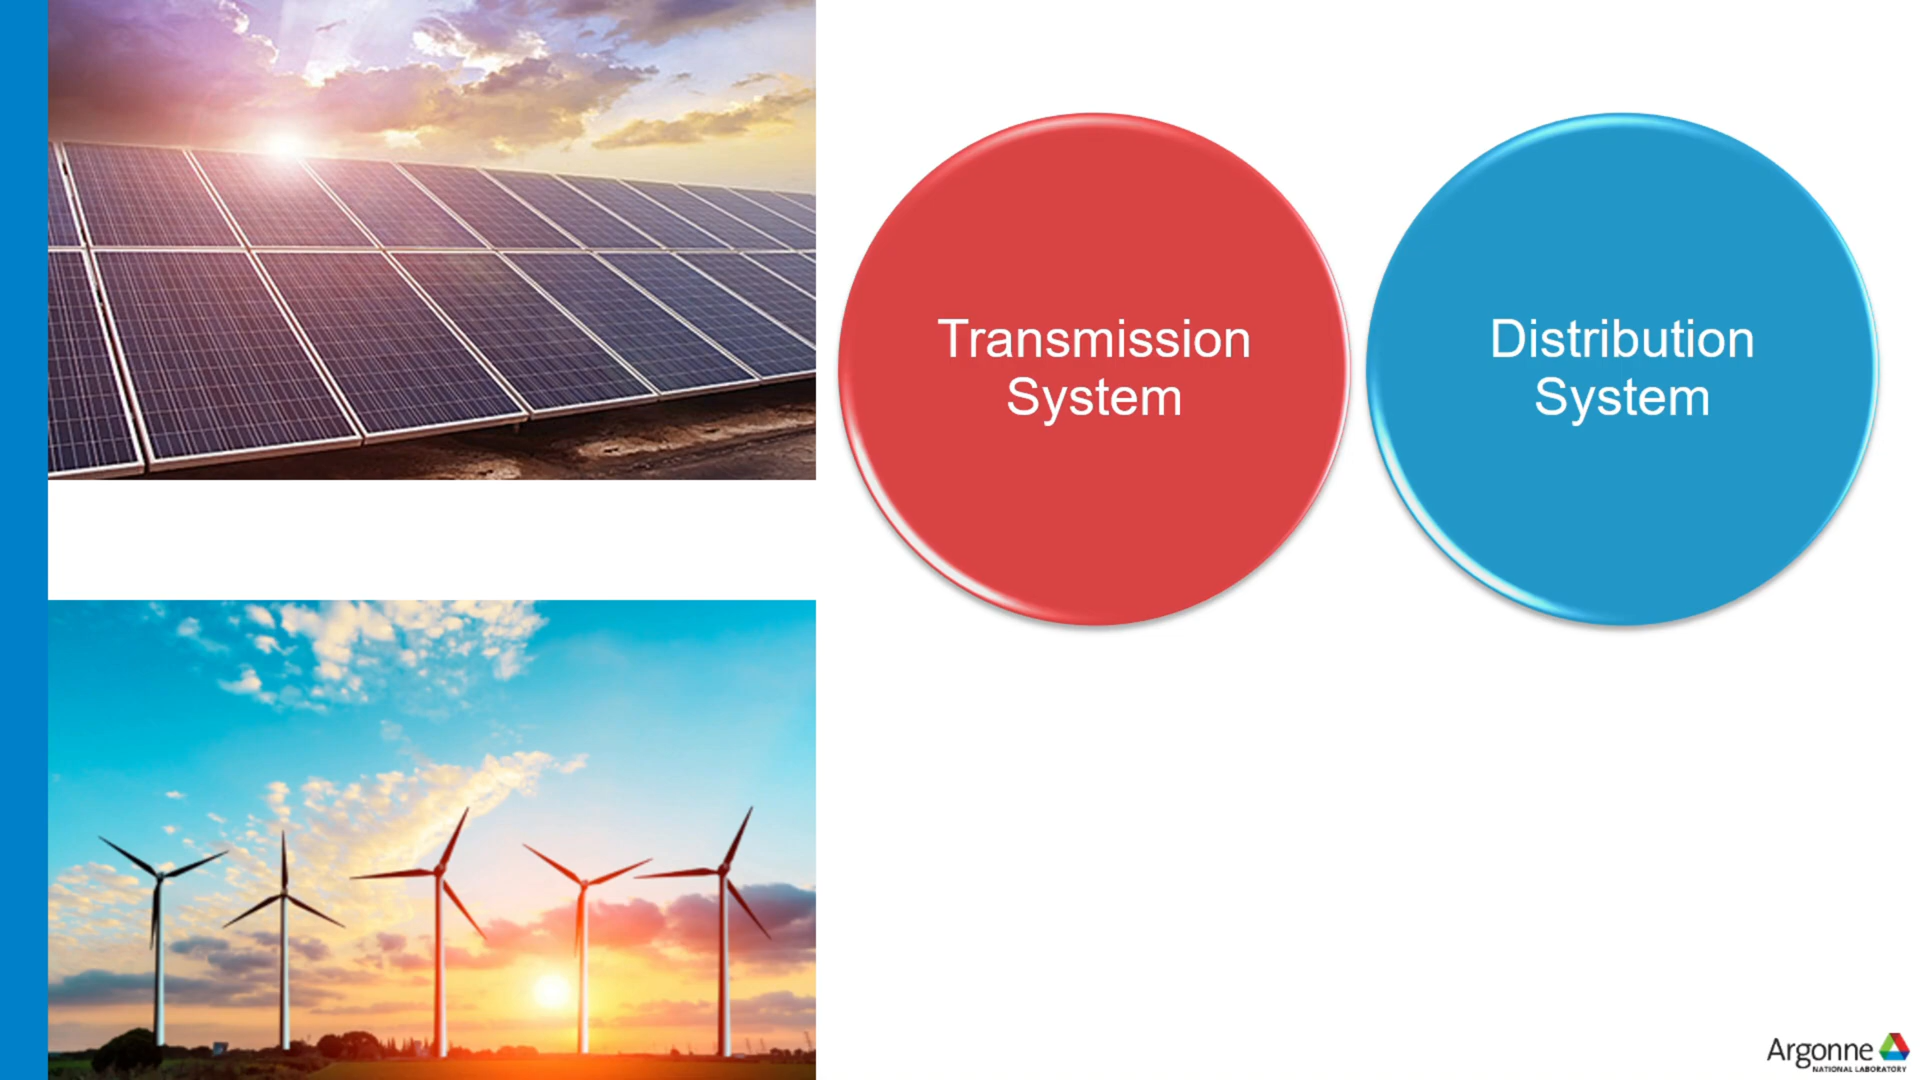 Transmission
System
Distribution
System
Argonne
NATIONAL LABORATORY